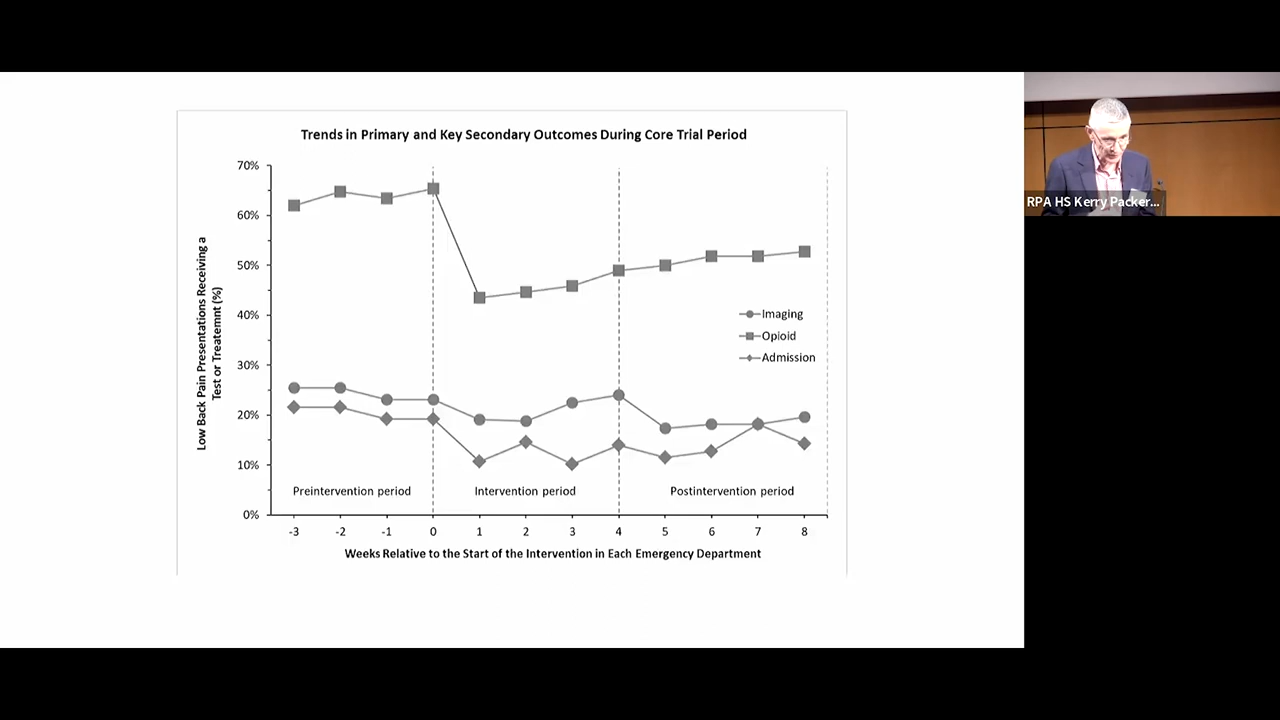 Trends in Primary and Key Secondary Outcomes During Core Trial Period
Low Back Pain Presentations Receiving a
Test or Treatemnt (%)
70%
60%
50%
40%
30%
20%
10%
0%
Imaging
Opioid
Admission
Preintervention period
Intervention period
Postintervention period
-3 -2 -1 0 1 2 3 4 5 6 7 8
Weeks Relative to the Start of the Intervention in Each Emergency Department
RPA HS Kerry Packer...